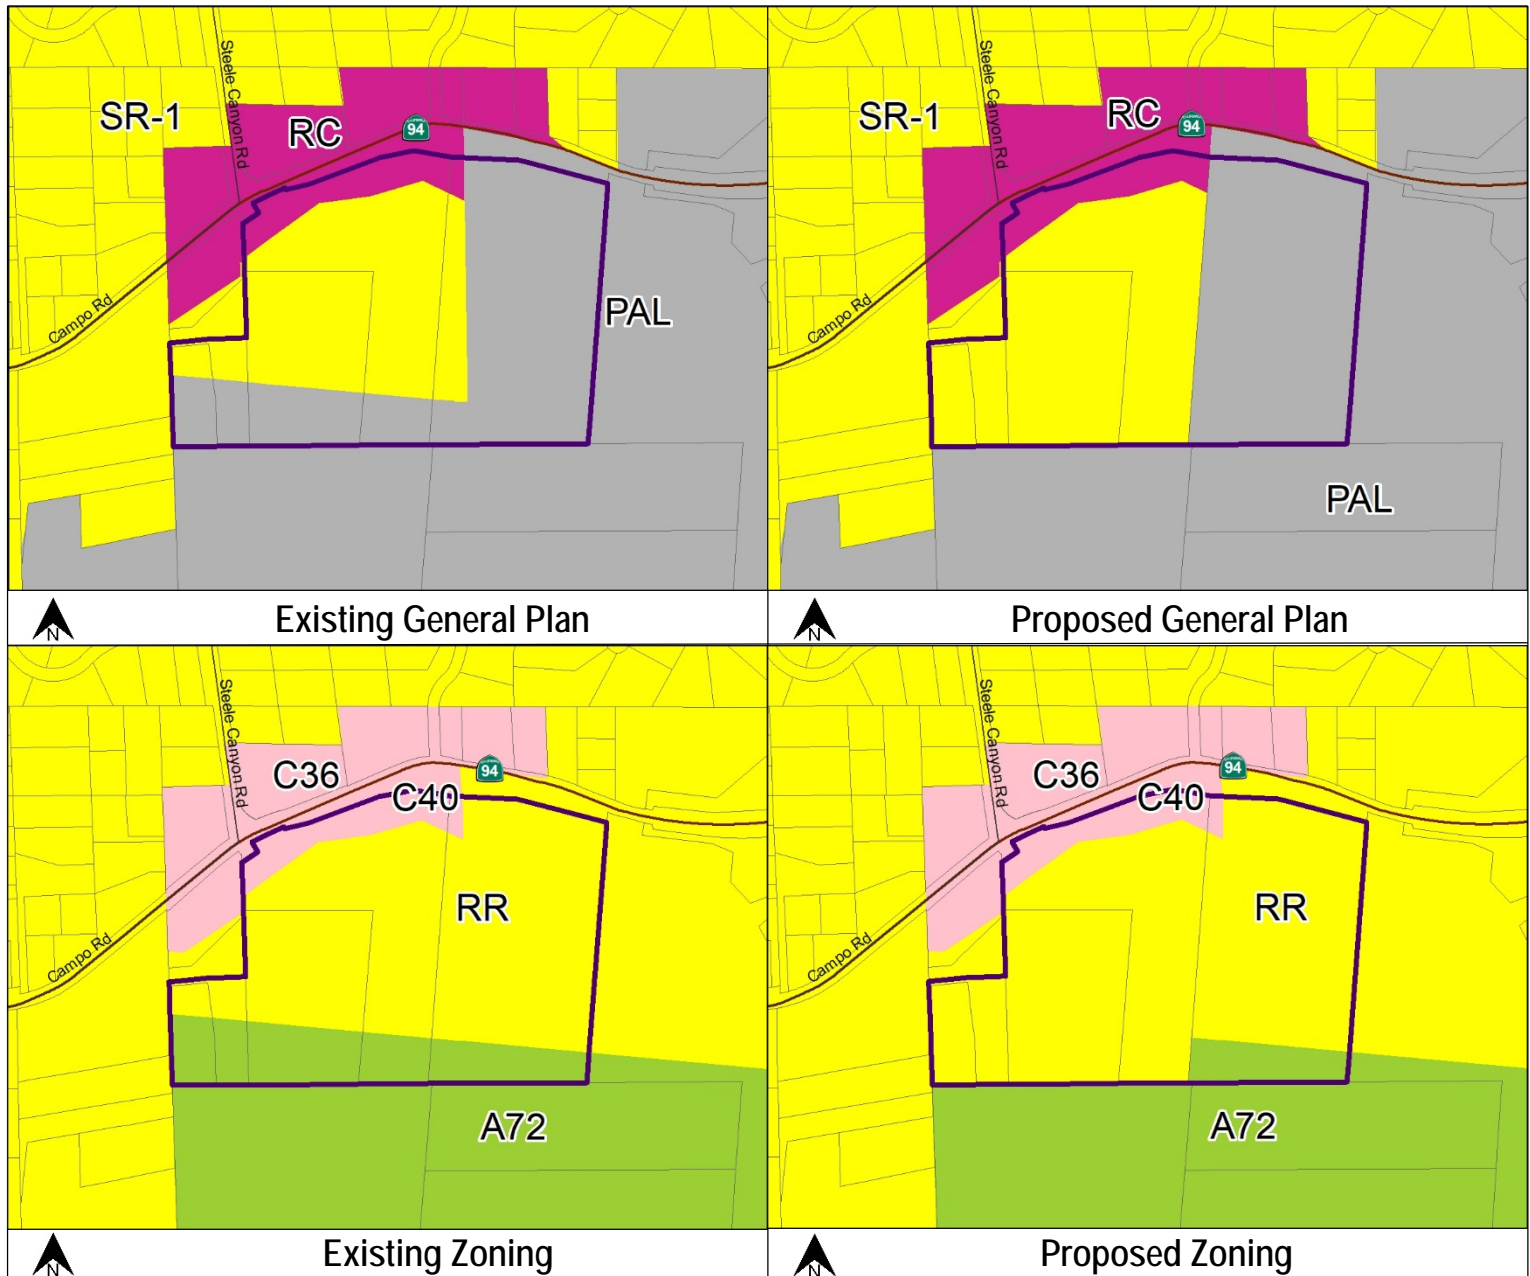 Steele Canyon Rd
SR-1
RC
94
PAL
Campo Rd
N
Existing General Plan
Steele Canyon Rd
SR-1
RC
94
Campo Rd
PAL
N
Proposed General Plan
Steele Canyon Rd
C36
94
C40
RR
Campo Rd
A72
N
Existing Zoning
Steele Canyon Rd
C36
94
C40
RR
Campo Rd
A72
N
Proposed Zoning